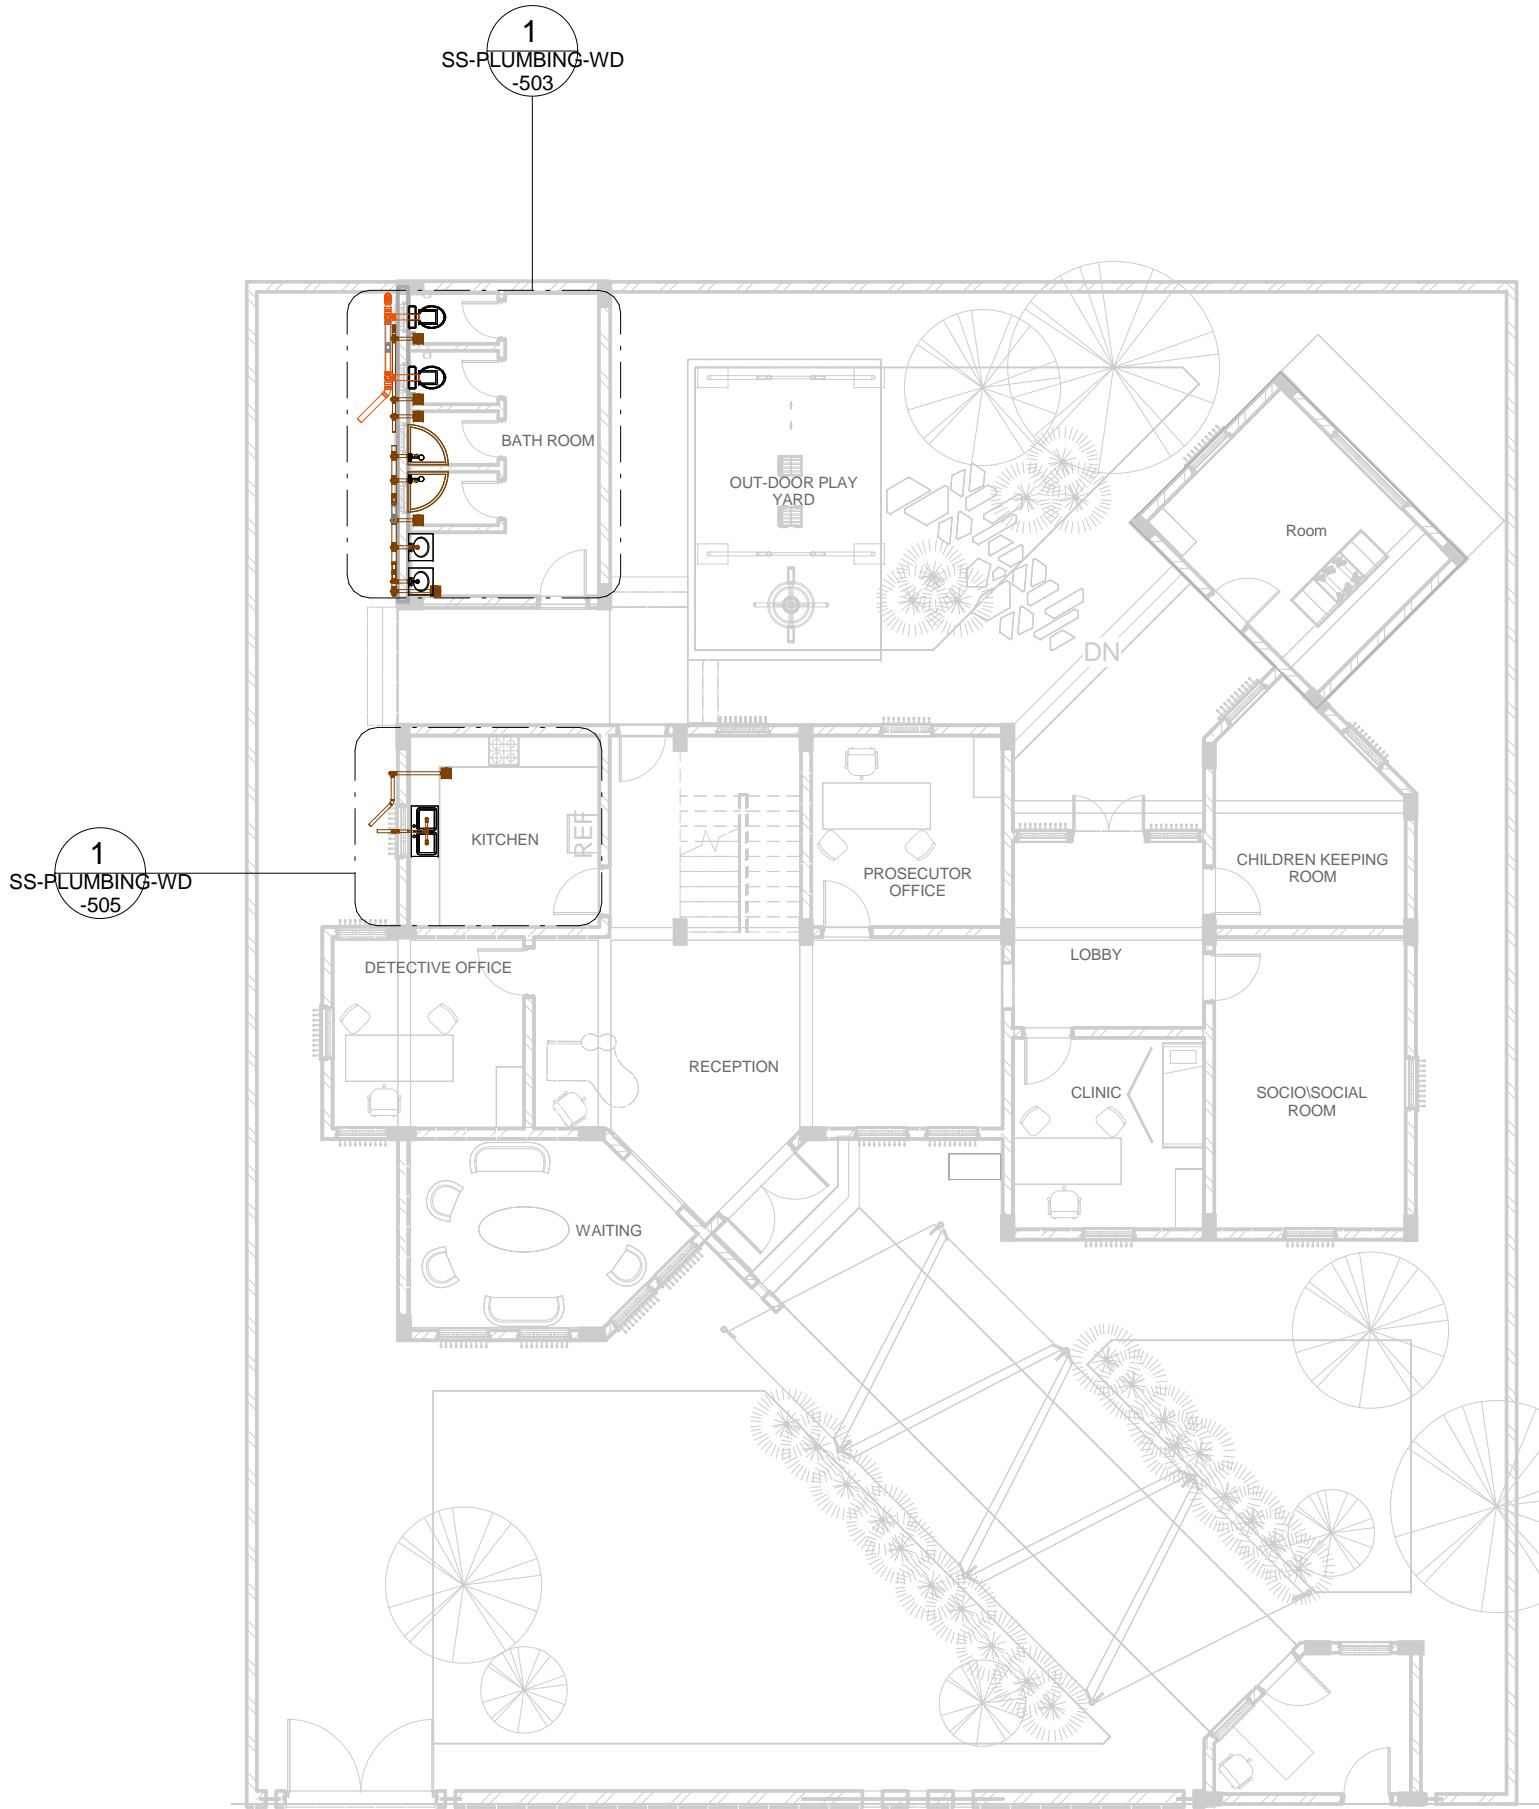 1
SS-PLUMBING-WD
-503
BATH ROOM
OUT-DOOR PLAY
YARD
Room
DN
KITCHEN
REF
1
SS-PLUMBING-WD
-505
PROSECUTOR
OFFICE
CHILDREN KEEPING
ROOM
DETECTIVE OFFICE
LOBBY
RECEPTION
CLINIC
SOCIO\SOCIAL
ROOM
WAITING